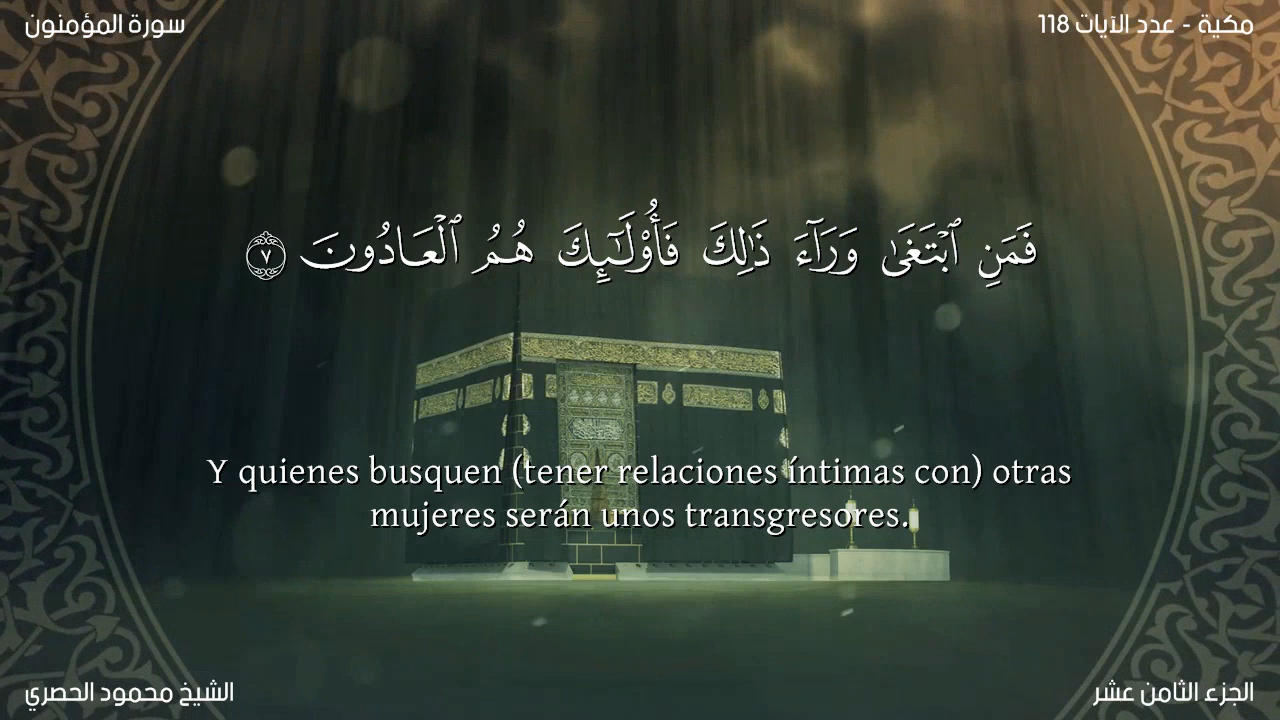 مكية - عدد الآيات 118
سورة المؤمنون
فَمَنِ ٱبْتَغَىٰ وَرَآءَ ذَٰلِكَ فَأُو۟لَـٰٓئِكَ هُمُ ٱلْعَادُونَ ٧
Y quienes busquen (tener relaciones íntimas con) otras
mujeres serán unos transgresores.
الجزء الثامن عشر
الشيخ محمود الحصري